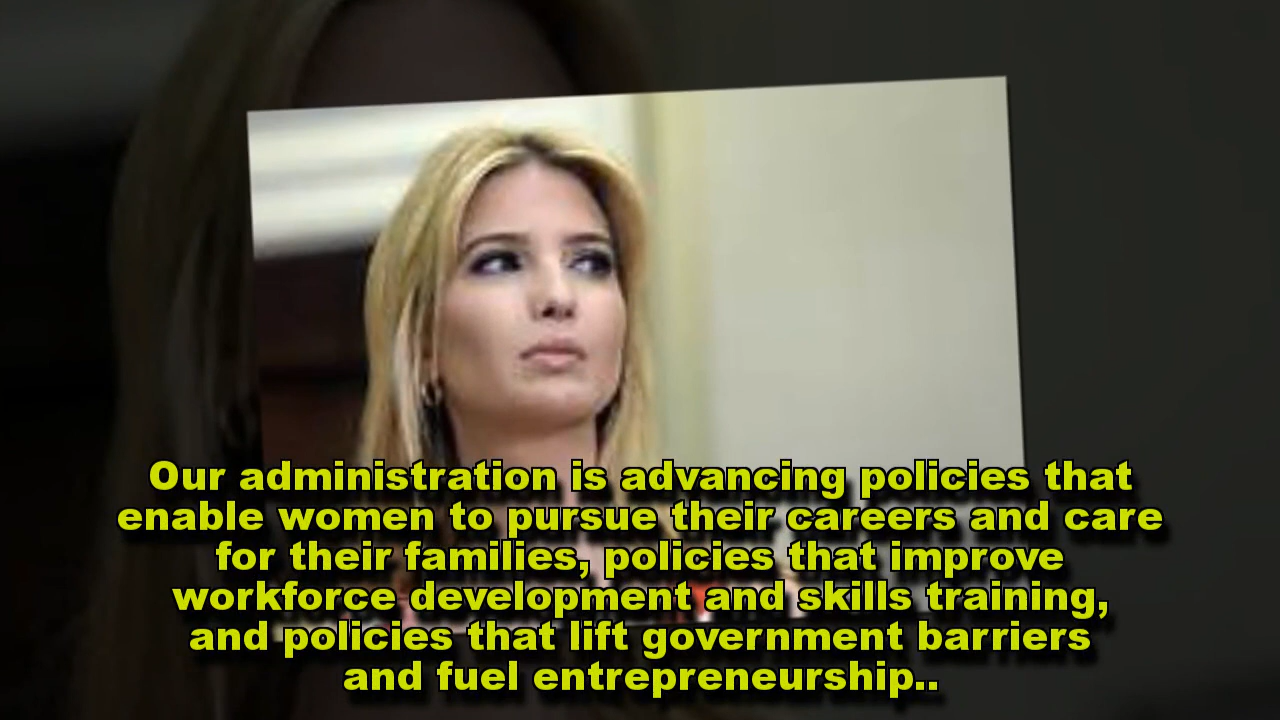 Our administration is advancing policies that
enable women to pursue their careers and care
for their families, policies that improve
workforce development and skills training,
and policies that lift government barriers
and fuel entrepreneurship..